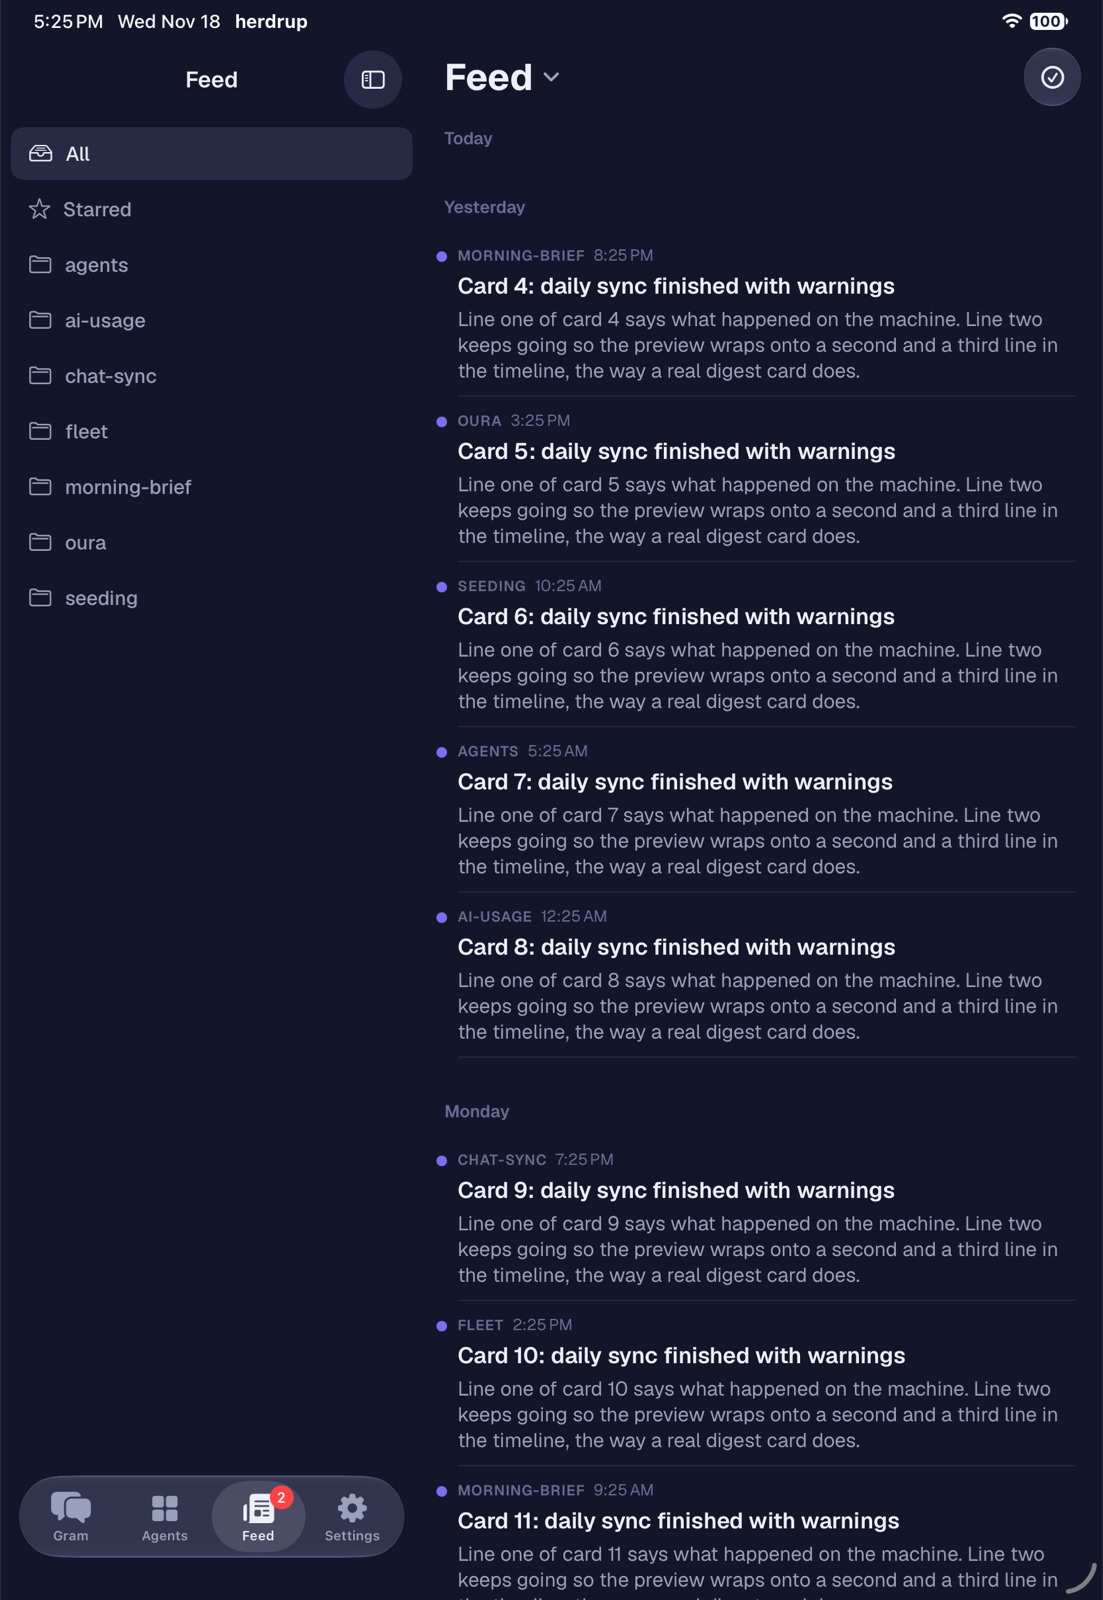 5:25 PM Wed Nov 18 herdrup
100
Feed
All
Starred
agents
ai-usage
chat-sync
fleet
morning-brief
oura
seeding
Gram
Agents
2
Feed
Settings
Feed
Today
Yesterday
MORNING-BRIEF 8:25 PM
Card 4: daily sync finished with warnings
Line one of card 4 says what happened on the machine. Line two
keeps going so the preview wraps onto a second and a third line in
the timeline, the way a real digest card does.
OURA 3:25 PM
Card 5: daily sync finished with warnings
Line one of card 5 says what happened on the machine. Line two
keeps going so the preview wraps onto a second and a third line in
the timeline, the way a real digest card does.
SEEDING 10:25 AM
Card 6: daily sync finished with warnings
Line one of card 6 says what happened on the machine. Line two
keeps going so the preview wraps onto a second and a third line in
the timeline, the way a real digest card does.
AGENTS 5:25 AM
Card 7: daily sync finished with warnings
Line one of card 7 says what happened on the machine. Line two
keeps going so the preview wraps onto a second and a third line in
the timeline, the way a real digest card does.
AI-USAGE 12:25 AM
Card 8: daily sync finished with warnings
Line one of card 8 says what happened on the machine. Line two
keeps going so the preview wraps onto a second and a third line in
the timeline, the way a real digest card does.
Monday
CHAT-SYNC 7:25 PM
Card 9: daily sync finished with warnings
Line one of card 9 says what happened on the machine. Line two
keeps going so the preview wraps onto a second and a third line in
the timeline, the way a real digest card does.
FLEET 2:25 PM
Card 10: daily sync finished with warnings
Line one of card 10 says what happened on the machine. Line two
keeps going so the preview wraps onto a second and a third line in
the timeline, the way a real digest card does.
MORNING-BRIEF 9:25 AM
Card 11: daily sync finished with warnings
Line one of card 11 says what happened on the machine. Line two
keeps going so the preview wraps onto a second and a third line in